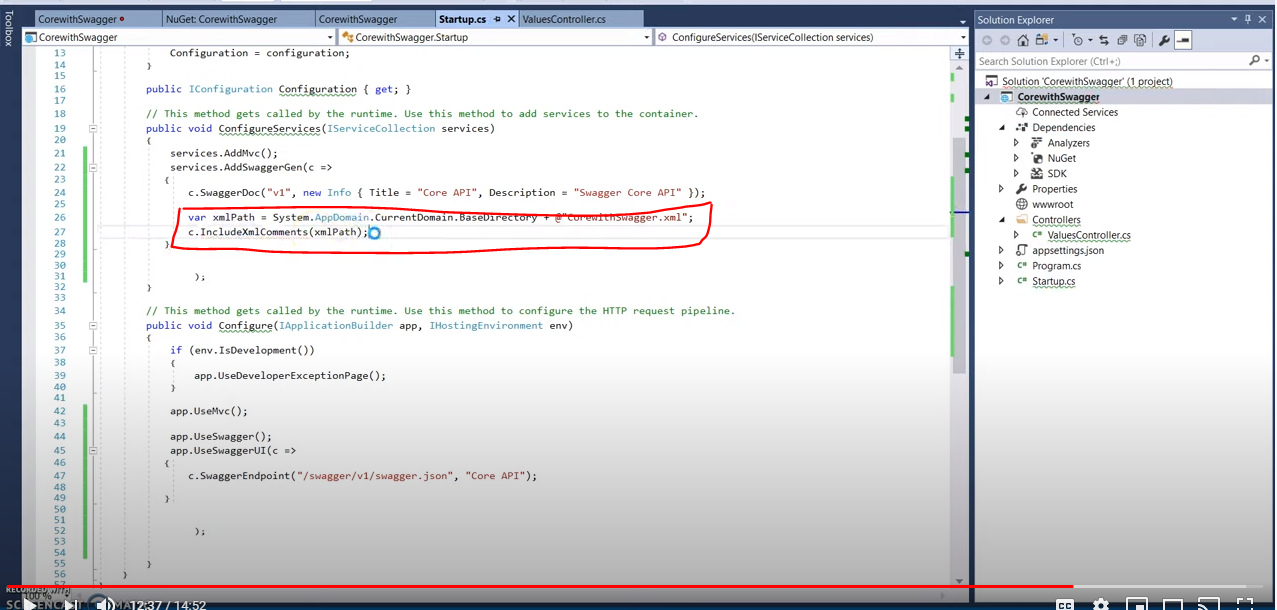 Toolbox
CorewithSwagger
NuGet: CorewithSwagger
CorewithSwagger
Startup.cs
ValuesController.cs
CorewithSwagger
CorewithSwagger.Startup
ConfigureServices(IServiceCollection services)
13 Configuration = configuration;
14 }
15
16 public IConfiguration Configuration { get; }
17
18 // This method gets called by the runtime. Use this method to add services to the container.
19 public void ConfigureServices(IServiceCollection services)
20 {
21 services.AddMvc();
22 services.AddSwaggerGen(c =>
23 {
24 c.SwaggerDoc("v1", new Info { Title = "Core API", Description = "Swagger Core API" });
25
26 var xmlPath = System.AppDomain.CurrentDomain.BaseDirectory + @"CorewithSwagger.xml";
27 c.IncludeXmlComments(xmlPath);
28 }
29
30
31 );
32 }
33
34 // This method gets called by the runtime. Use this method to configure the HTTP request pipeline.
35 public void Configure(IApplicationBuilder app, IHostingEnvironment env)
36 {
37 if (env.IsDevelopment())
38 {
39 app.UseDeveloperExceptionPage();
40 }
41
42 app.UseMvc();
43
44 app.UseSwagger();
45 app.UseSwaggerUI(c =>
46 {
47 c.SwaggerEndpoint("/swagger/v1/swagger.json", "Core API");
48
49 }
50
51
52 );
53
54
55 }
56 }
57
100 %
RECORDED WITH
12:37 / 14:52
CC
Solution Explorer
Search Solution Explorer (Ctrl+;)
Solution 'CorewithSwagger' (1 project)
CorewithSwagger
Connected Services
Dependencies
Analyzers
NuGet
SDK
Properties
wwwroot
Controllers
ValuesController.cs
appsettings.json
C# Program.cs
C# Startup.cs